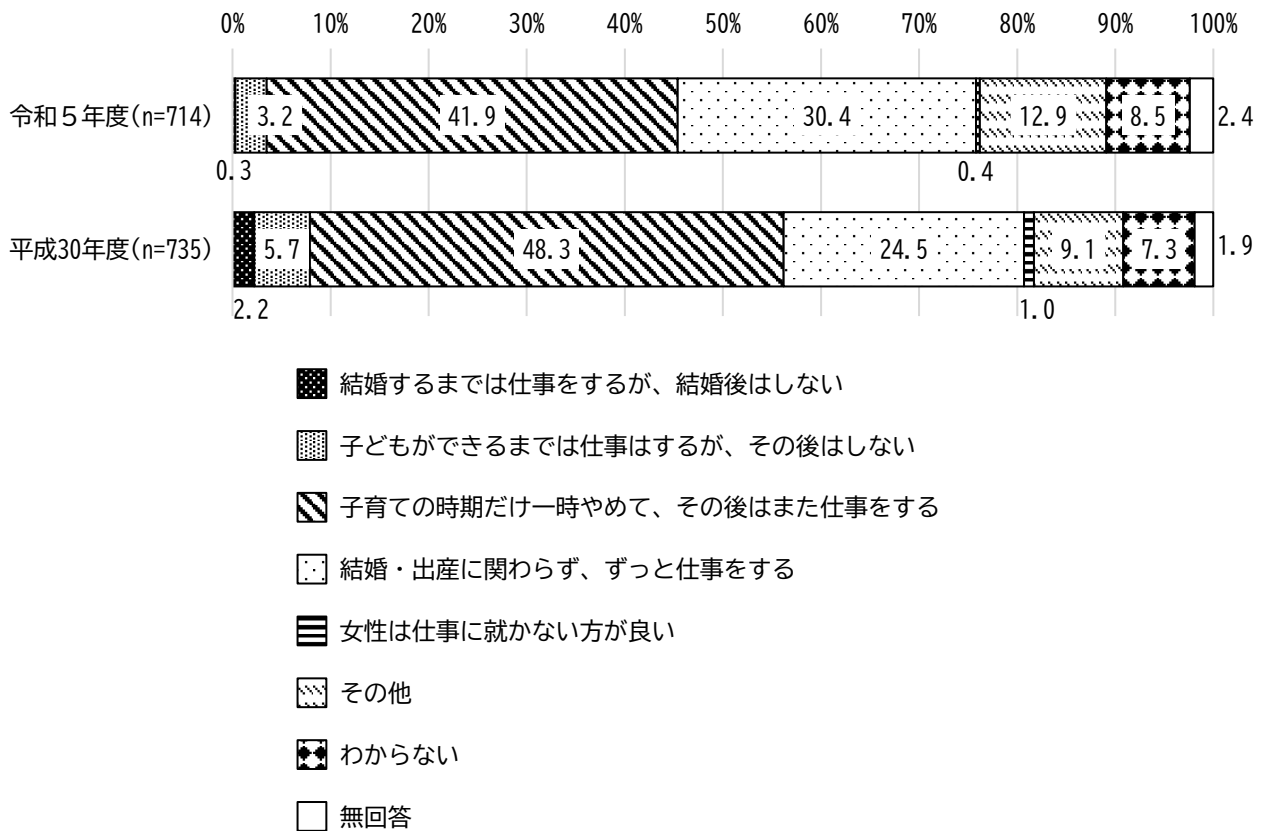 0% 10% 20% 30% 40% 50% 60% 70% 80% 90% 100%
令和５年度(n=714) 3.2 41.9 30.4 12.9 8.5 2.4
0.3 0.4
平成30年度(n=735) 5.7 48.3 24.5 9.1 7.3 1.9
2.2 1.0
結婚するまでは仕事をするが、結婚後はしない
子どもができるまでは仕事はするが、その後はしない
子育ての時期だけ一時やめて、その後はまた仕事をする
結婚・出産に関わらず、ずっと仕事をする
女性は仕事に就かない方が良い
その他
わからない
無回答